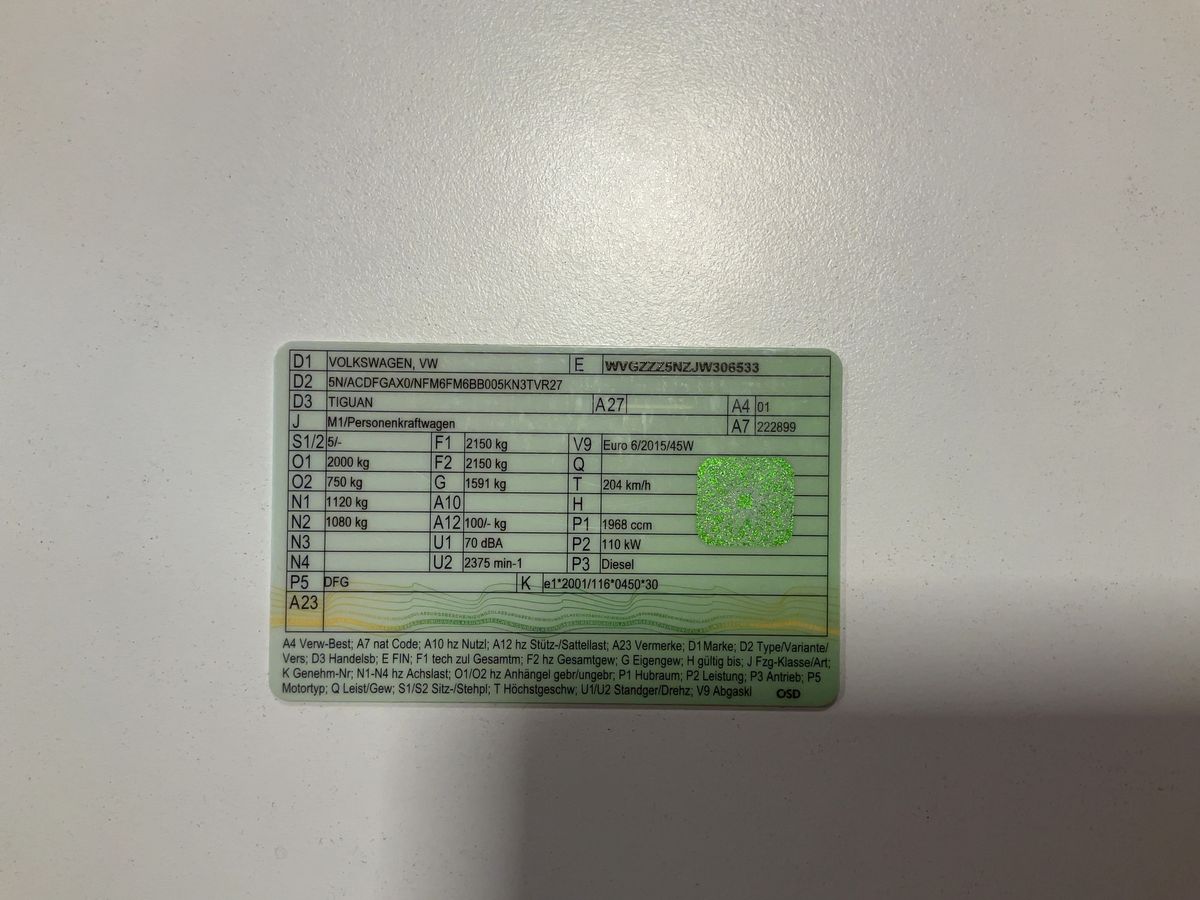 D1 VOLKSWAGEN, VW E WVGZZZ5NZJW306533
D2 5N/ACDFGAX0/NFM6FM6BB005KN3TVR27
D3 TIGUAN A27 A4 01
J M1/Personenkraftwagen A7 222899
S1/2 5/- F1 2150 kg V9 Euro 6/2015/45W
O1 2000 kg F2 2150 kg Q
O2 750 kg G 1591 kg T 204 km/h
N1 1120 kg A10 H
N2 1080 kg A12 100/- kg P1 1968 ccm
N3 U1 70 dBA P2 110 kW
N4 U2 2375 min-1 P3 Diesel
P5 DFG K e1*2001/116*0450*30
A23
A4 Verw-Best; A7 nat Code; A10 hz Nutzl; A12 hz Stütz-/Sattellast; A23 Vermerke; D1Marke; D2 Type/Variante/
Vers; D3 Handelsb; E FIN; F1 tech zul Gesamtm; F2 hz Gesamtgew; G Eigengew; H gültig bis; J Fzg-Klasse/Art;
K Genehm-Nr; N1-N4 hz Achslast; O1/O2 hz Anhängel gebr/ungebr; P1 Hubraum; P2 Leistung; P3 Antrieb; P5
Motortyp; Q Leist/Gew; S1/S2 Sitz-/Stehpl; T Höchstgeschw; U1/U2 Standger/Drehz; V9 Abgaskl OSD